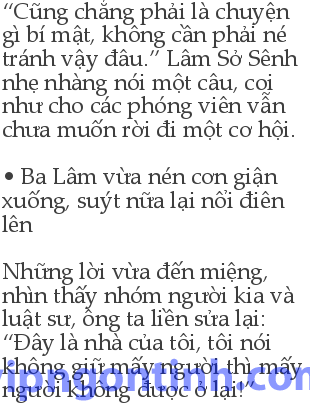 “Cũng chẳng phải là chuyện
gì bí mật, không cần phải né
tránh vậy đâu.” Lâm Sở Sênh
nhẹ nhàng nói một câu, coi
như cho các phóng viên vẫn
chưa muốn rời đi một cơ hội.
• Ba Lâm vừa nén cơn giận
xuống, suýt nữa lại nổi điên
lên
Những lời vừa đến miệng,
nhìn thấy nhóm người kia và
luật sư, ông ta liền sửa lại:
“Đây là nhà của tôi, tôi nói
không giữ mấy người thì mấy
người không được ở lại!”
vipngontinh.com